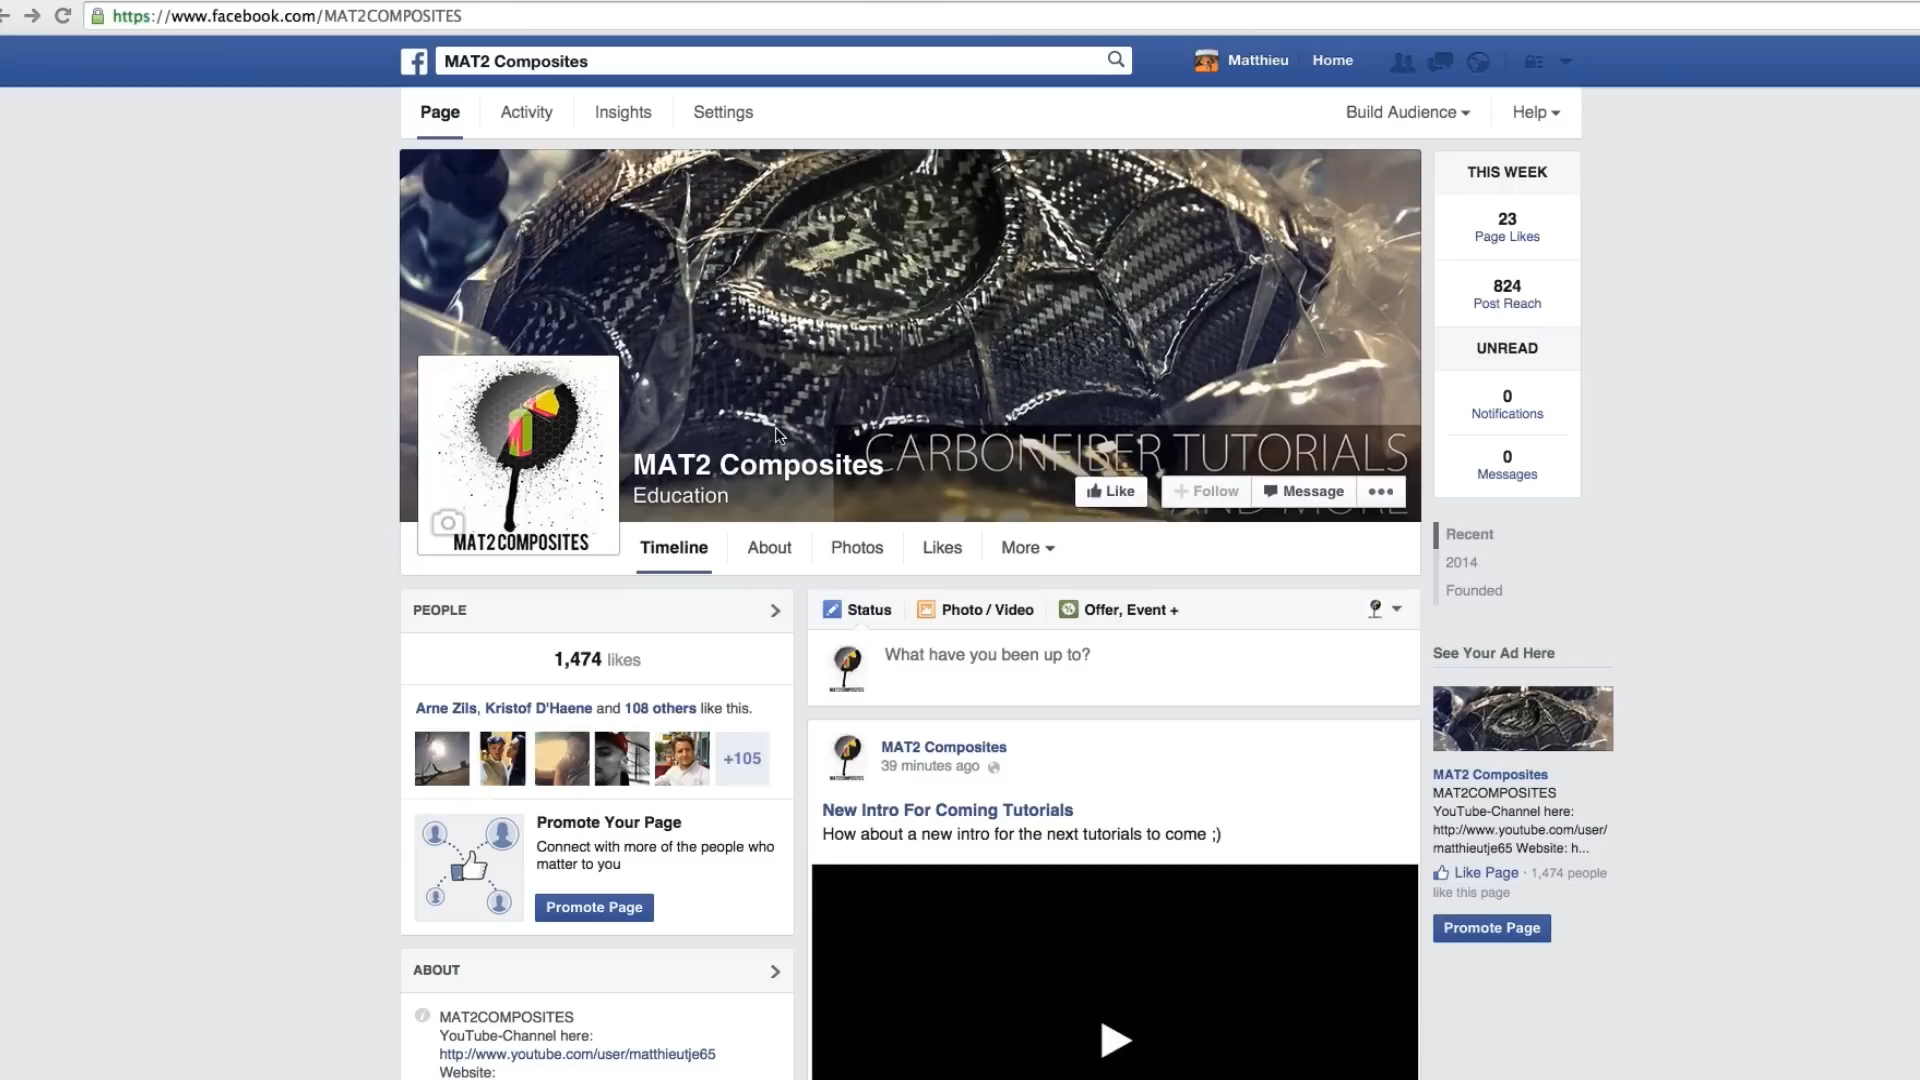 https://www.facebook.com/MAT2COMPOSITES
MAT2 Composites
Matthieu
Home
Page
Activity
Insights
Settings
Build Audience
Help
THIS WEEK
23
Page Likes
824
Post Reach
UNREAD
0
Notifications
0
Messages
CARBONFIBER TUTORIALS
AND MORE
MAT2 Composites
Education
Like
Follow
Message
MAT2COMPOSITES
Timeline
About
Photos
Likes
More
Recent
2014
Founded
PEOPLE
1,474 likes
Arne Zils, Kristof D'Haene and 108 others like this.
+105
Promote Your Page
Connect with more of the people who
matter to you
Promote Page
ABOUT
MAT2COMPOSITES
YouTube-Channel here:
http://www.youtube.com/user/matthieutje65
Website:
Status
Photo / Video
Offer, Event +
What have you been up to?
MAT2COMPOSITES
MAT2 Composites
39 minutes ago
MAT2COMPOSITES
New Intro For Coming Tutorials
How about a new intro for the next tutorials to come ;)
See Your Ad Here
MAT2 Composites
MAT2COMPOSITES
YouTube-Channel here:
http://www.youtube.com/user/
matthieutje65 Website: h...
Like Page · 1,474 people
like this page
Promote Page